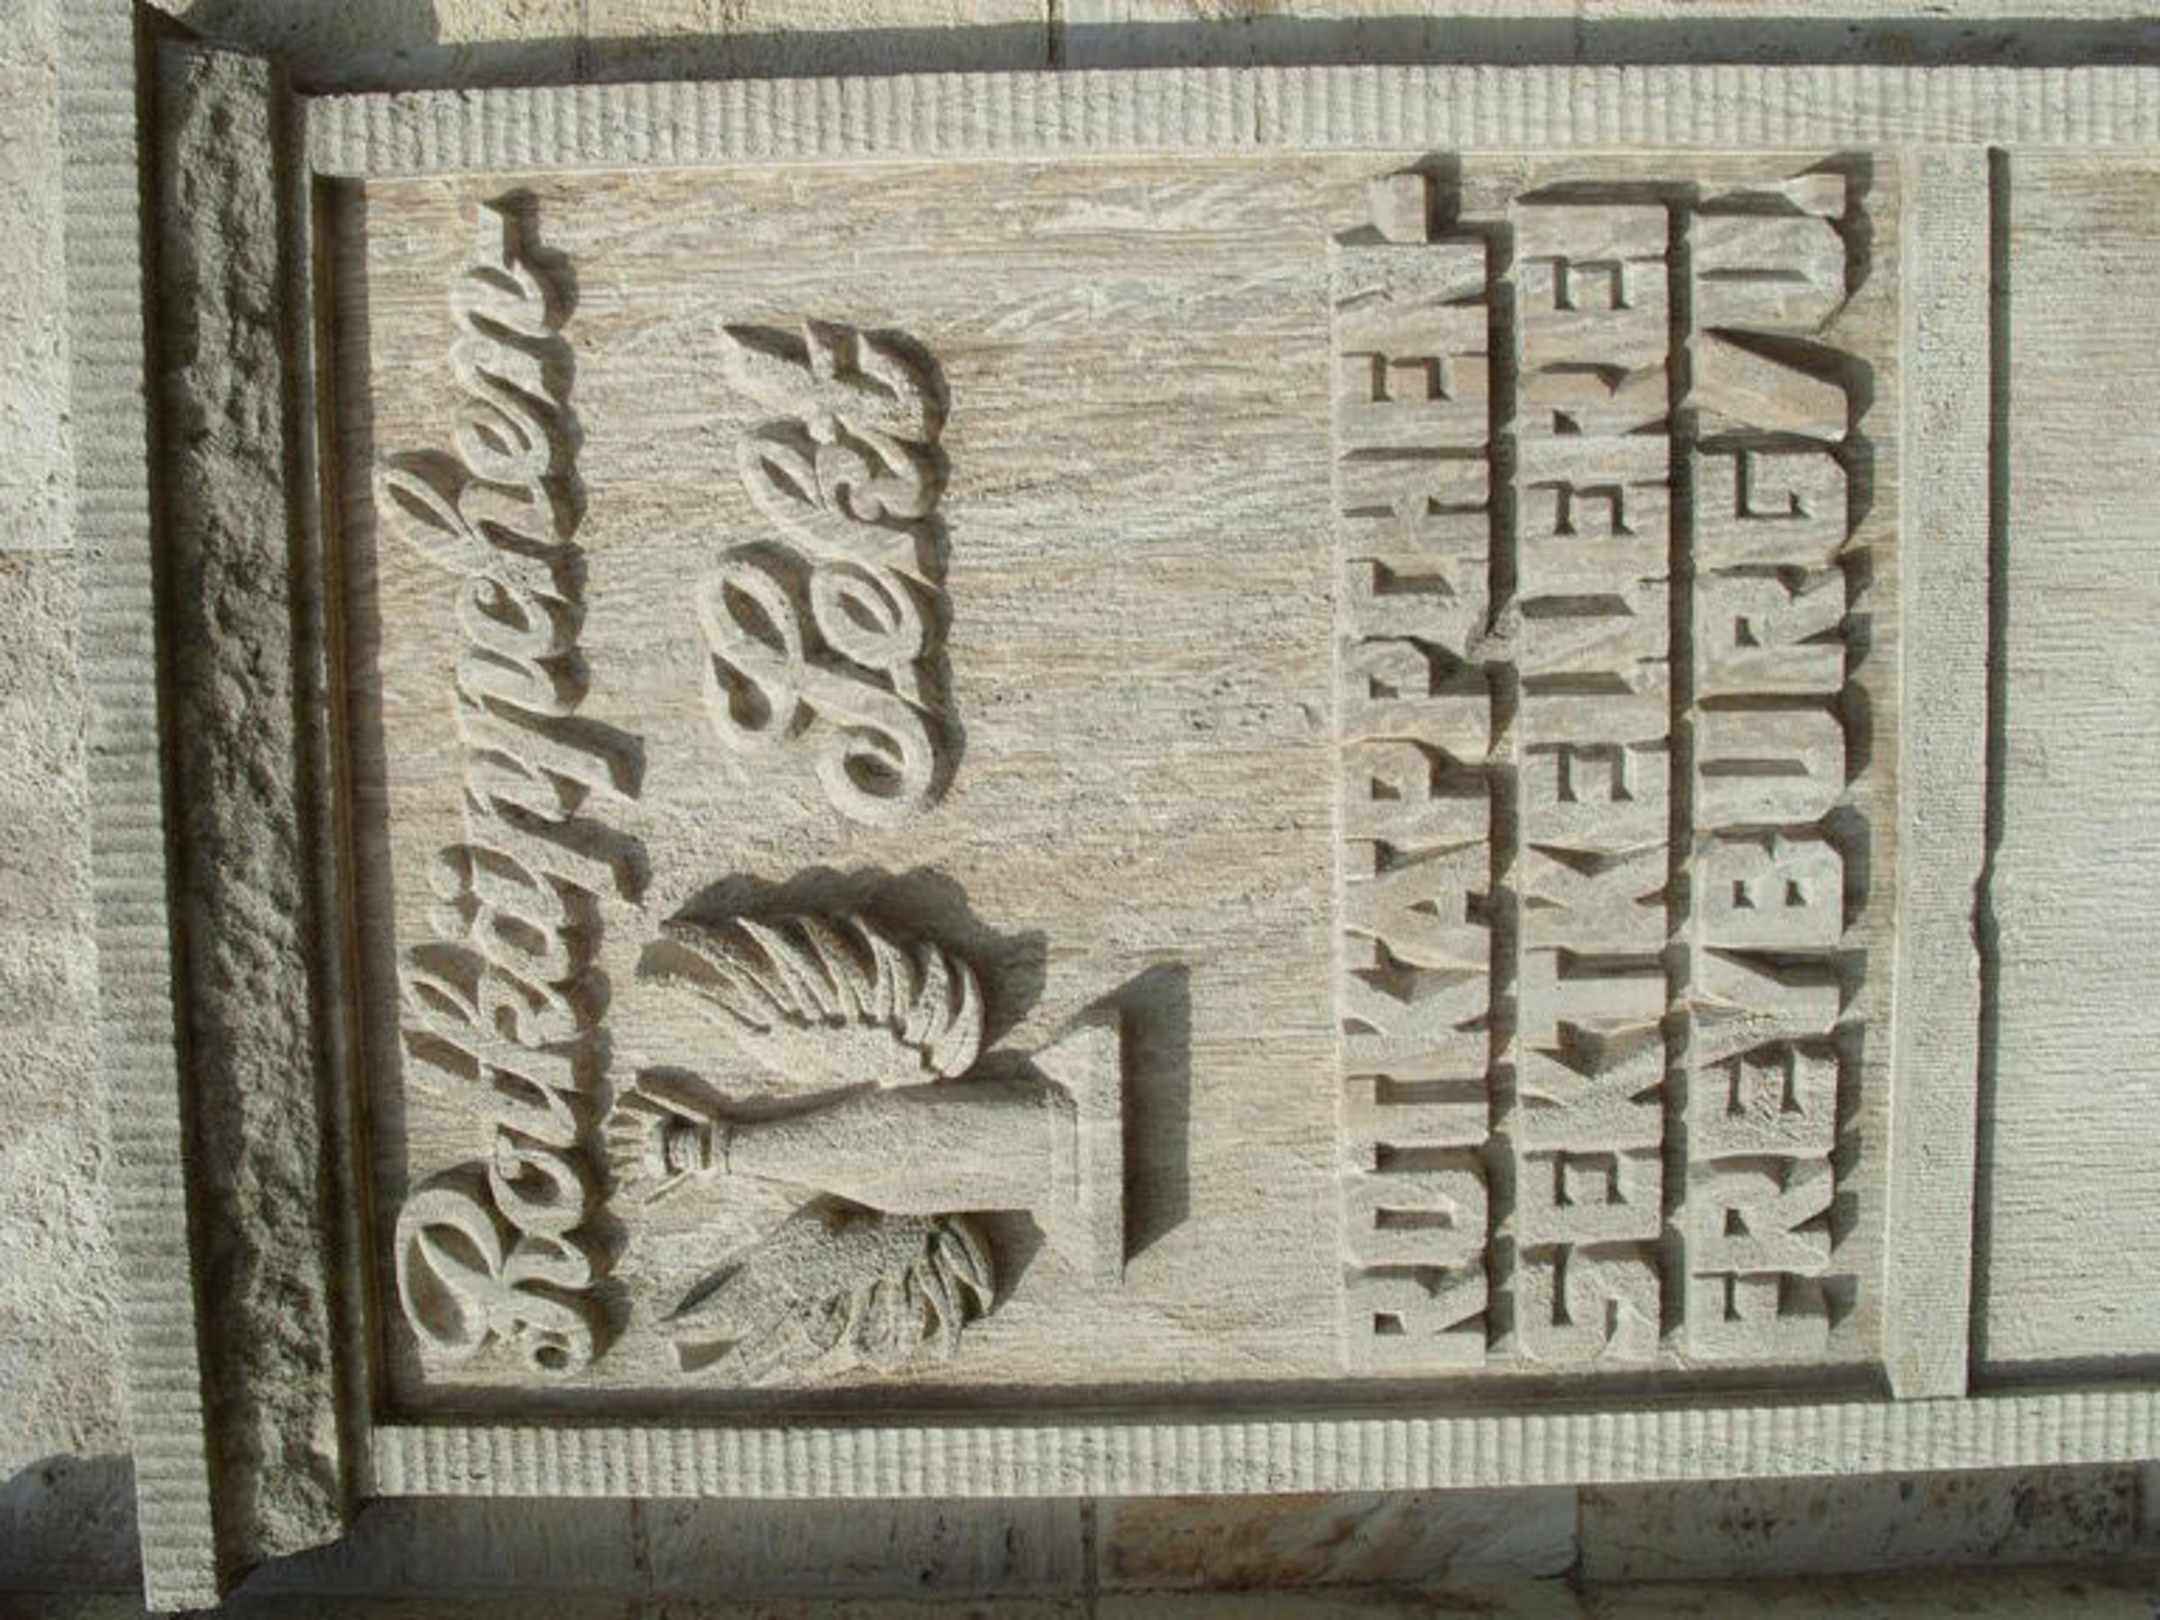 Rotkäppchen-
Sekt
ROTKÄPPCHEN-
SEKTKELLEREI
FREYBURG/U